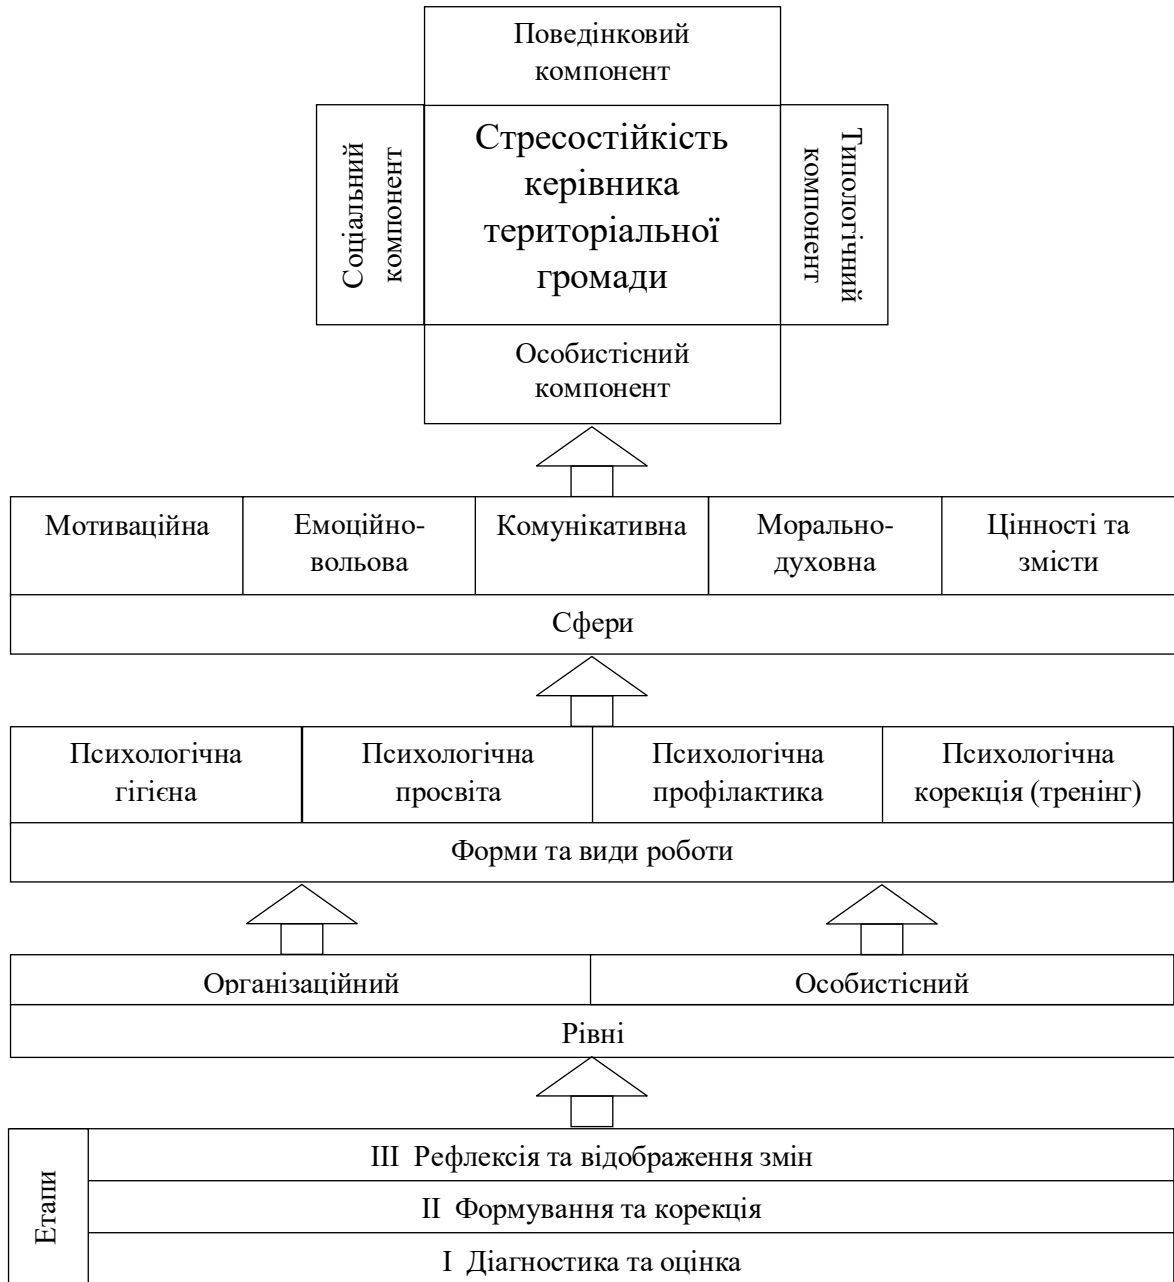 Поведінковий
компонент
Соціальний
компонент
Стресостійкість
керівника
територіальної
громади
Типологічний
компонент
Особистісний
компонент
Мотиваційна
Емоційно-
вольова
Комунікативна
Морально-
духовна
Цінності та
змісти
Сфери
Психологічна
гігієна
Психологічна
просвіта
Психологічна
профілактика
Психологічна
корекція (тренінг)
Форми та види роботи
Організаційний
Особистісний
Рівні
Етапи
ІІІ Рефлексія та відображення змін
ІІ Формування та корекція
І Діагностика та оцінка